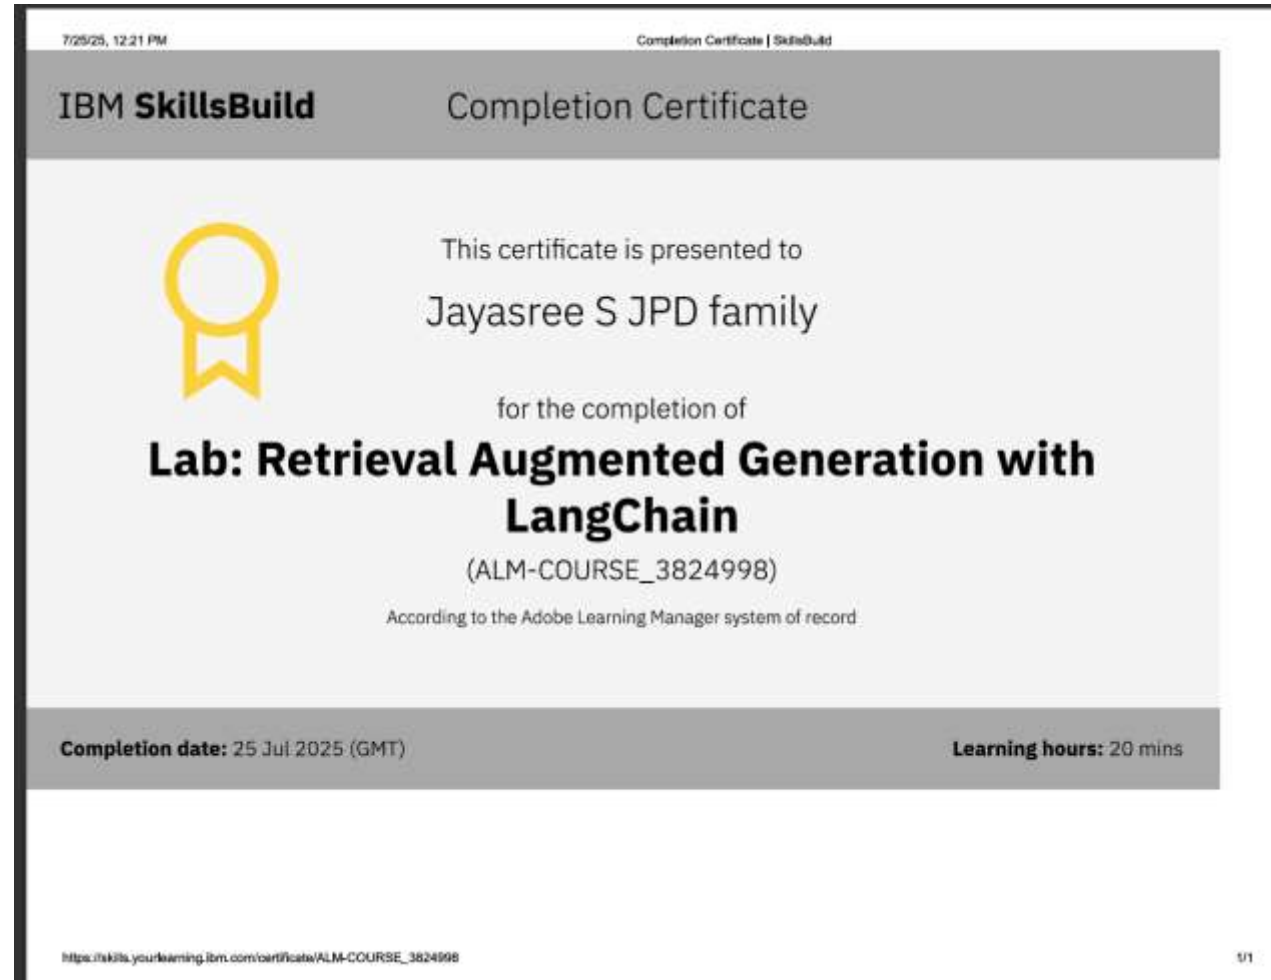 7/25/25, 12:21 PM
Completion Certificate | SkillsBuild
IBM SkillsBuild
Completion Certificate
This certificate is presented to
Jayasree S JPD family
for the completion of
Lab: Retrieval Augmented Generation with
LangChain
(ALM-COURSE_3824998)
According to the Adobe Learning Manager system of record
Completion date: 25 Jul 2025 (GMT)
Learning hours: 20 mins
https://skills.yourlearning.ibm.com/certificate/ALM-COURSE_3824998
1/1